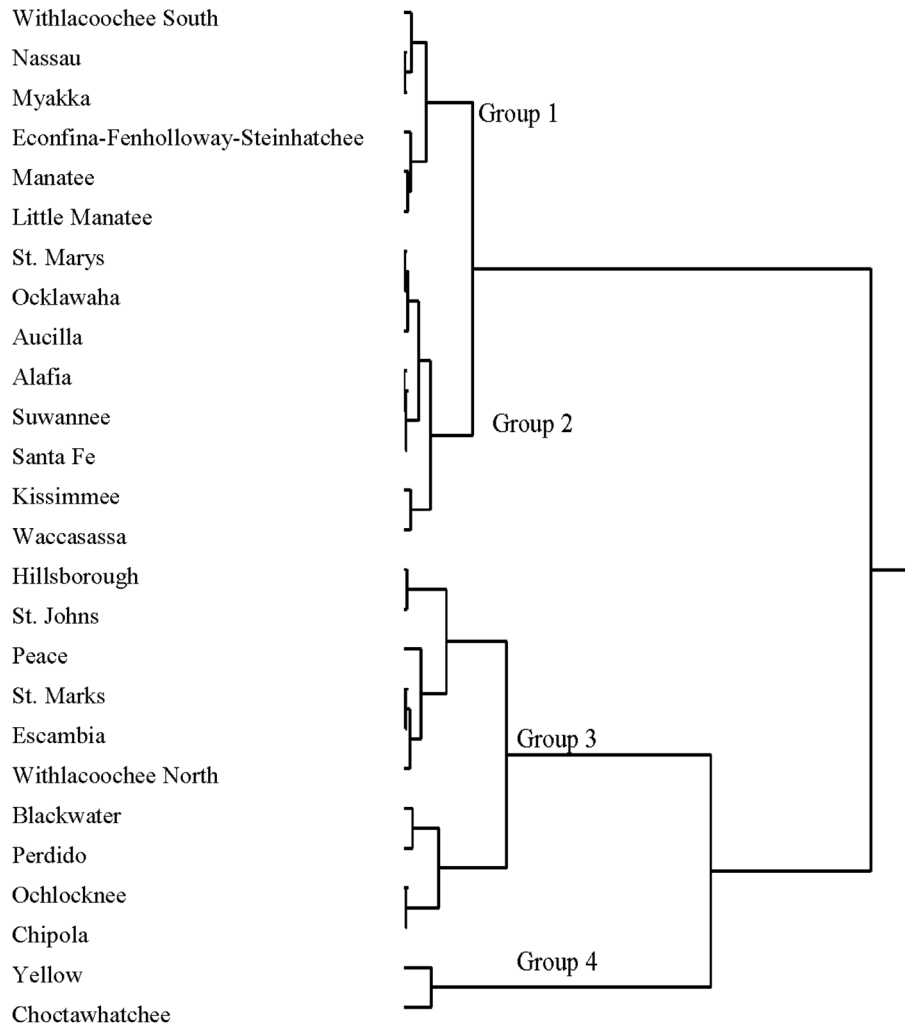 Withlacoochee South
Nassau
Myakka
Group 1
Econfina-Fenholloway-Steinhatchee
Manatee
Little Manatee
St. Marys
Ocklawaha
Aucilla
Alafia
Suwannee
Group 2
Santa Fe
Kissimmee
Waccasassa
Hillsborough
St. Johns
Peace
St. Marks
Escambia
Group 3
Withlacoochee North
Blackwater
Perdido
Ochlocknee
Chipola
Group 4
Yellow
Choctawhatchee